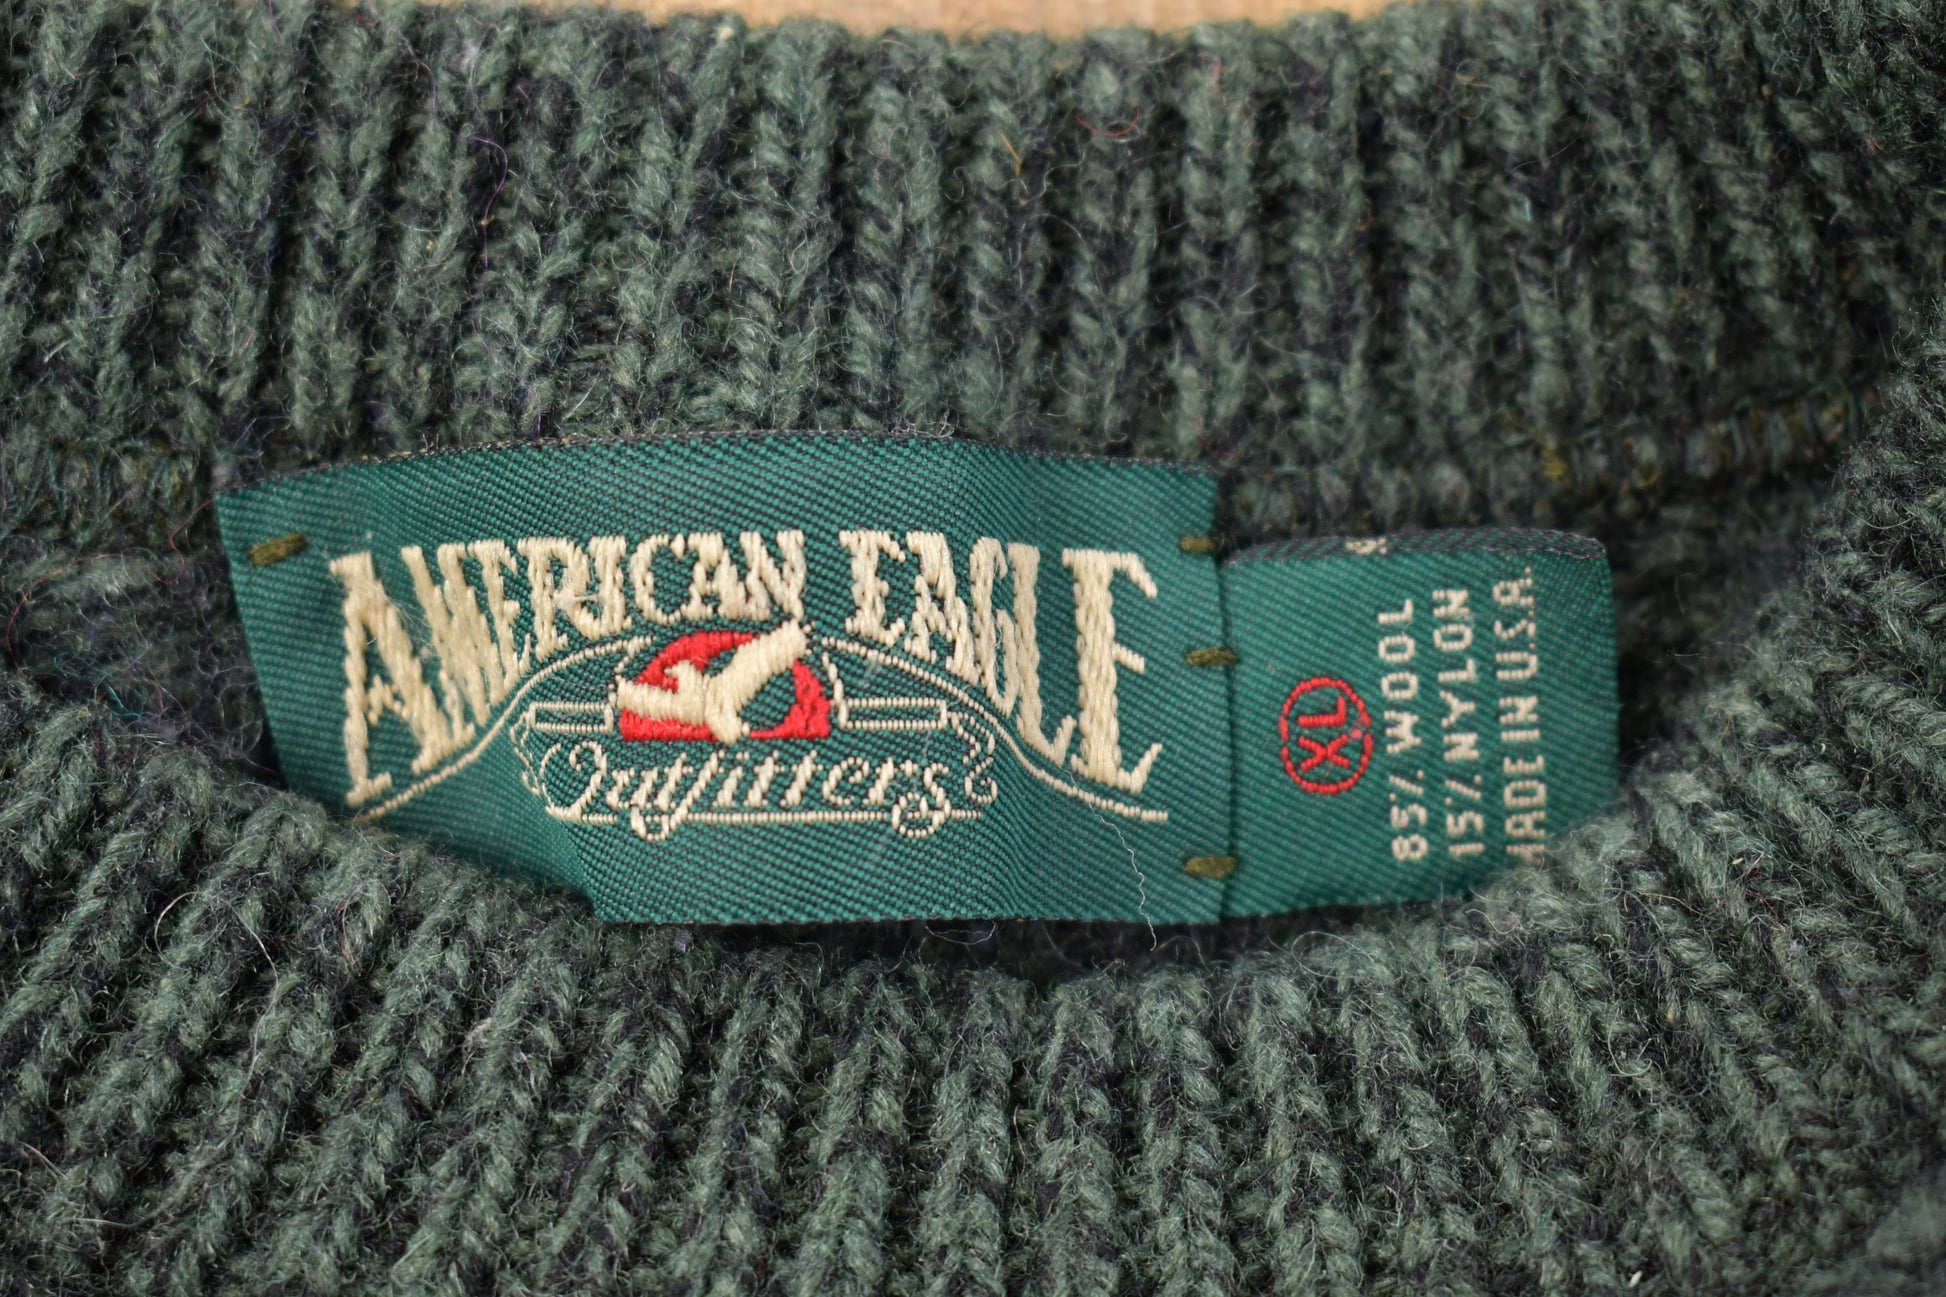 AMERICAN EAGLE
Outfitters
XL
85% WOOL
15% NYLON
MADE IN U.S.A.